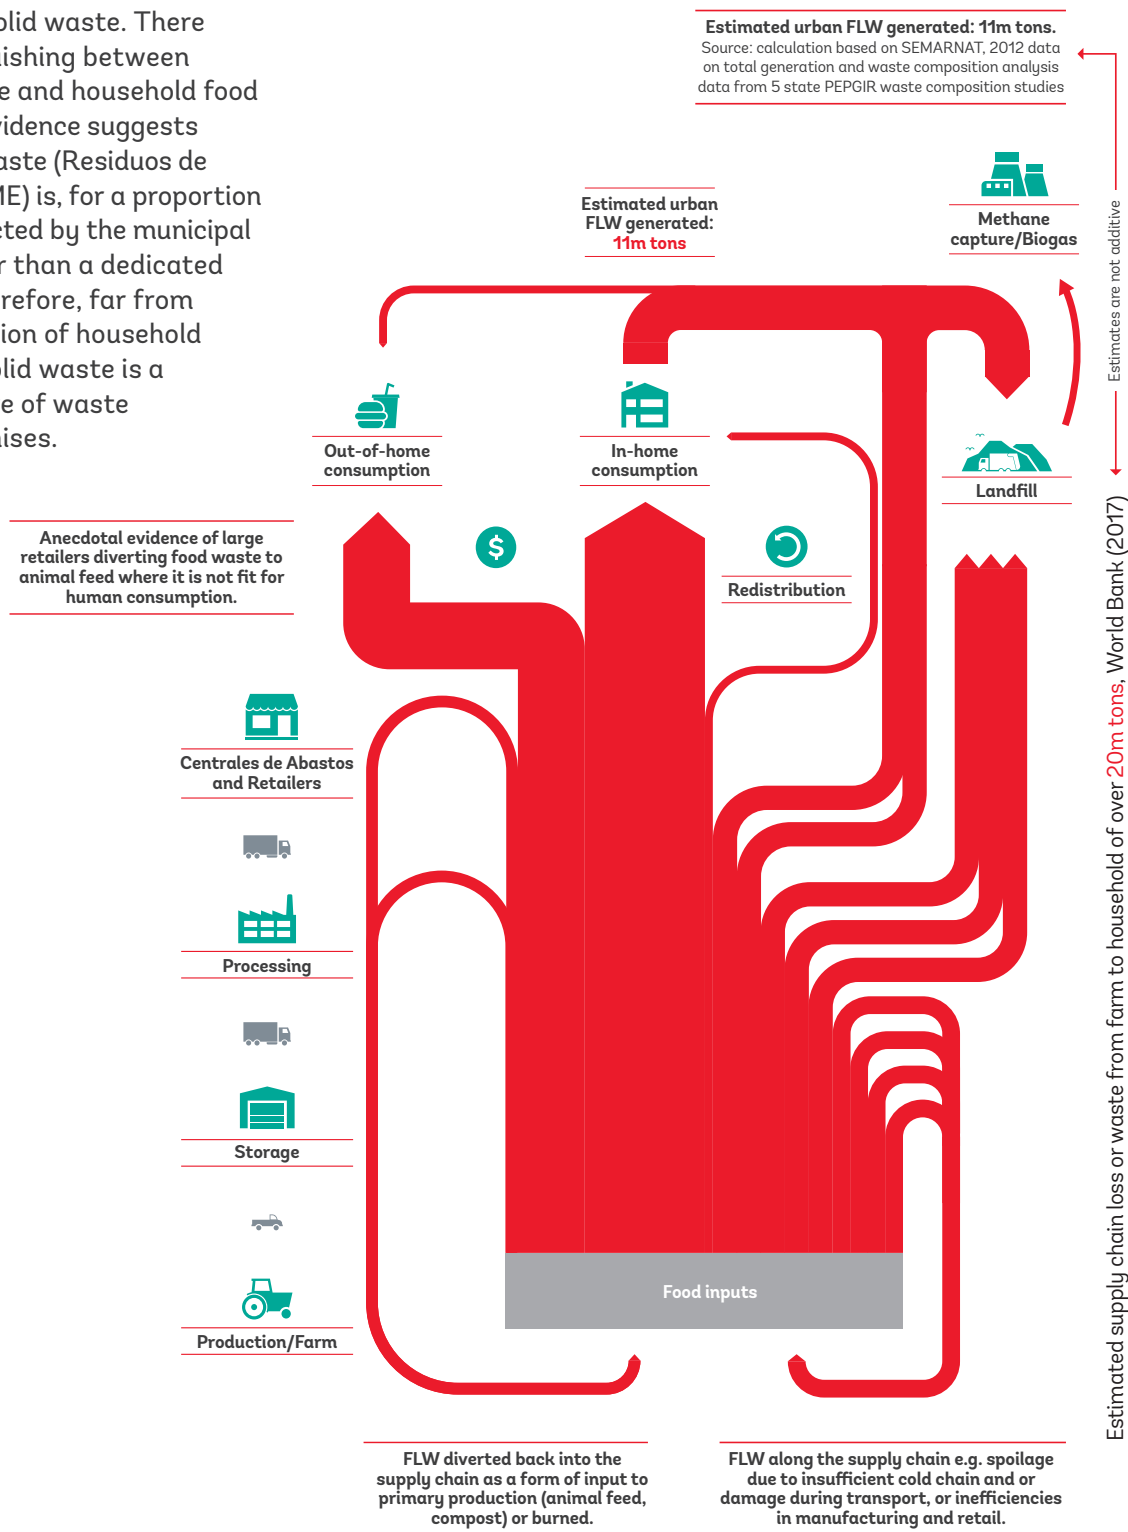 olid waste. There
uishing between
e and household food
vidence suggests
aste (Residuos de
ME) is, for a proportion
cted by the municipal
r than a dedicated
refore, far from
tion of household
olid waste is a
e of waste
ises.
Estimated urban FLW generated: 11m tons.
Source: calculation based on SEMARNAT, 2012 data
on total generation and waste composition analysis
data from 5 state PEPGIR waste composition studies
Estimated urban
FLW generated:
11m tons
Methane
capture/Biogas
Estimates are not additive
Out-of-home
consumption
In-home
consumption
Landfill
Anecdotal evidence of large
retailers diverting food waste to
animal feed where it is not fit for
human consumption.
$
Redistribution
Estimated supply chain loss or waste from farm to household of over 20m tons, World Bank (2017)
Centrales de Abastos
and Retailers
Processing
Storage
Production/Farm
Food inputs
FLW diverted back into the
supply chain as a form of input to
primary production (animal feed,
compost) or burned.
FLW along the supply chain e.g. spoilage
due to insufficient cold chain and or
damage during transport, or inefficiencies
in manufacturing and retail.